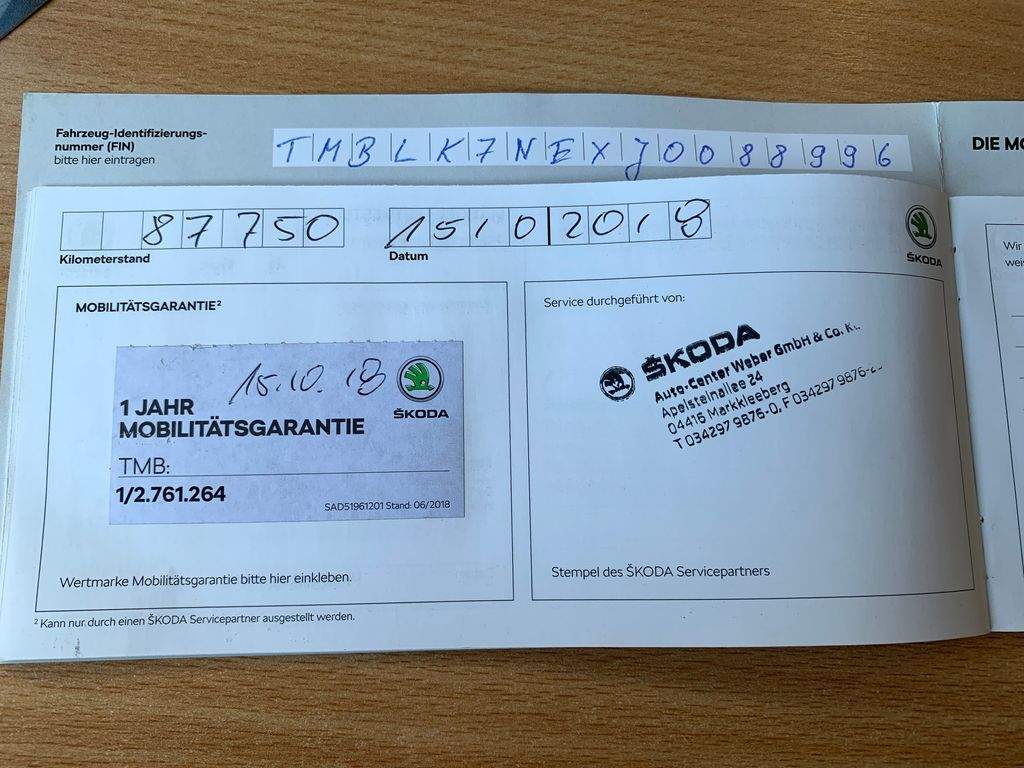 Fahrzeug-Identifizierungs-
nummer (FIN)
bitte hier eintragen
TMBLK7NEXJ0088996
DIE MO
87750
15102018
Kilometerstand
Datum
ŠKODA
MOBILITÄTSGARANTIE²
15.10.18
ŠKODA
1 JAHR
MOBILITÄTSGARANTIE
TMB:
1/2.761.264
SAD51961201 Stand: 06/2018
Wertmarke Mobilitätsgarantie bitte hier einkleben.
² Kann nur durch einen ŠKODA Servicepartner ausgestellt werden.
Service durchgeführt von:
ŠKODA
Auto-Center Weber GmbH & Co.
Apelsteinallee 24
04416 Markkleeberg
T 034297 9876-0, F 034297 9876-2
Stempel des ŠKODA Servicepartners
Wir
weis